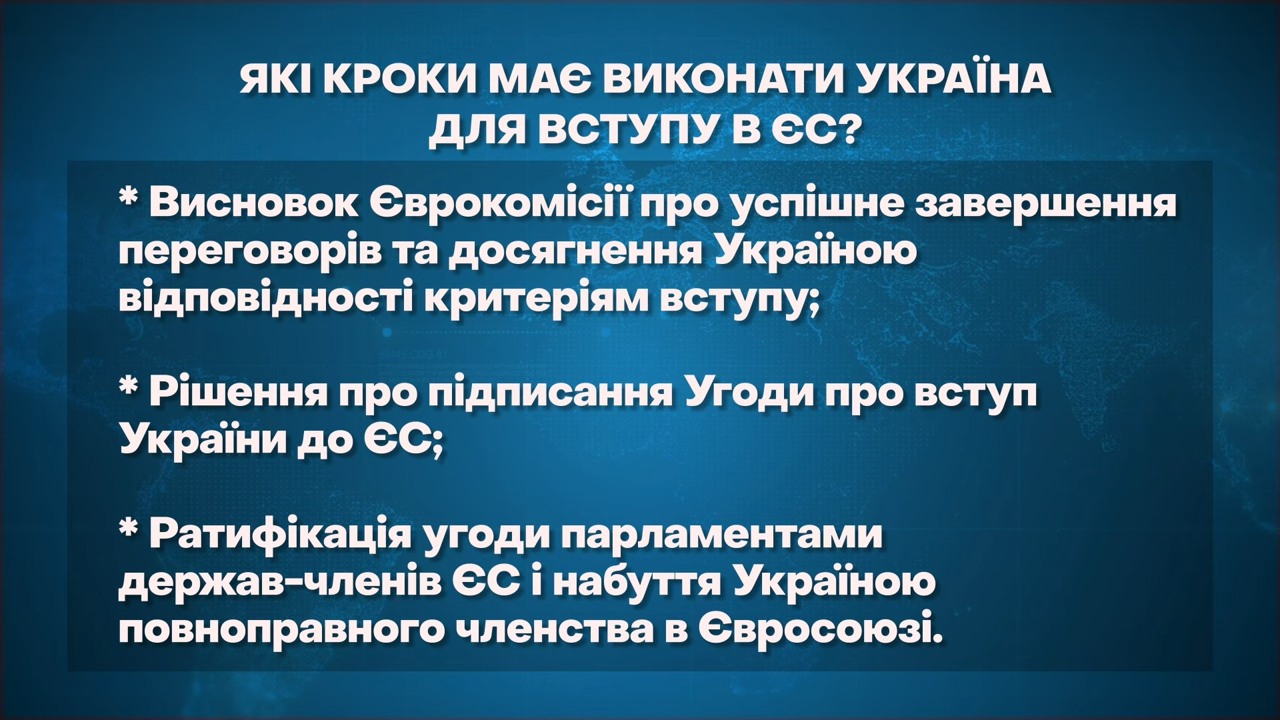 ЯКІ КРОКИ МАЄ ВИКОНАТИ УКРАЇНА
ДЛЯ ВСТУПУ В ЄС?
* Висновок Єврокомісії про успішне завершення
переговорів та досягнення Україною
відповідності критеріям вступу;
* Рішення про підписання Угоди про вступ
України до ЄС;
* Ратифікація угоди парламентами
держав-членів ЄС і набуття Україною
повноправного членства в Євросоюзі.